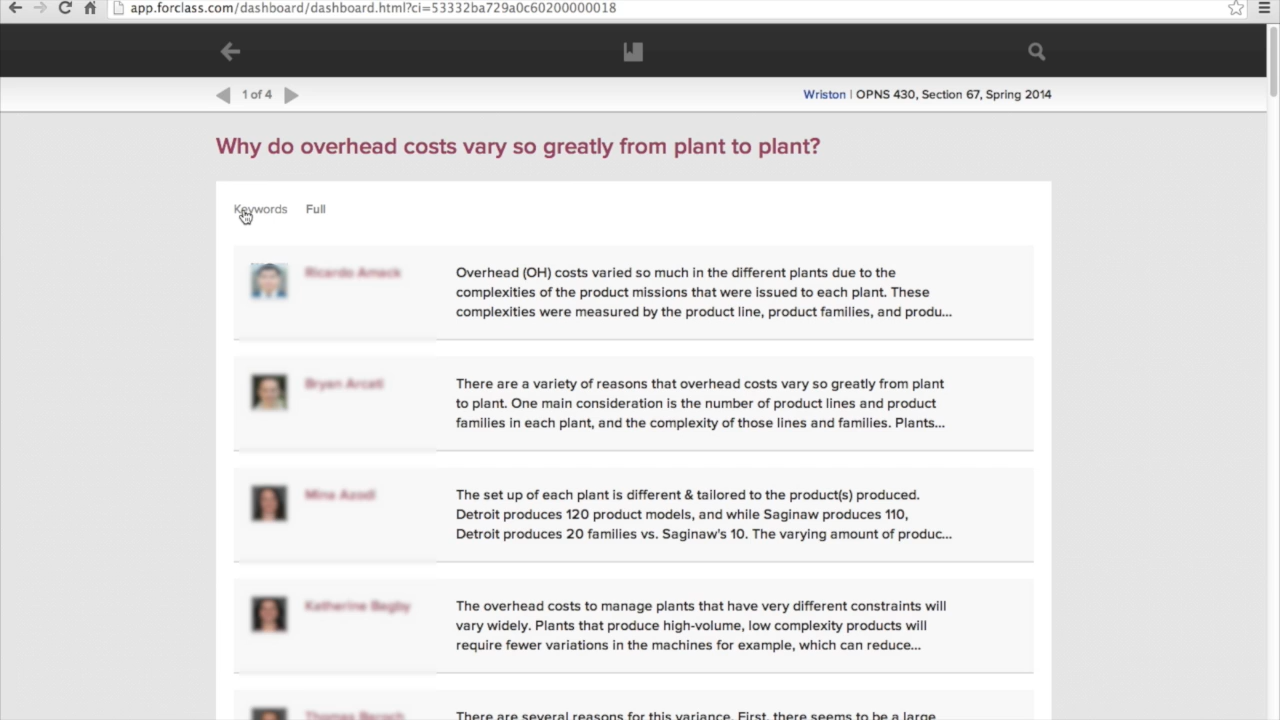 app.forclass.com/dashboard/dashboard.html?ci=53332ba729a0c60200000018
1 of 4
Wriston | OPNS 430, Section 67, Spring 2014
Why do overhead costs vary so greatly from plant to plant?
Keywords Full
Overhead (OH) costs varied so much in the different plants due to the
complexities of the product missions that were issued to each plant. These
complexities were measured by the product line, product families, and produ...
There are a variety of reasons that overhead costs vary so greatly from plant
to plant. One main consideration is the number of product lines and product
families in each plant, and the complexity of those lines and families. Plants...
The set up of each plant is different & tailored to the product(s) produced.
Detroit produces 120 product models, and while Saginaw produces 110,
Detroit produces 20 families vs. Saginaw's 10. The varying amount of produc...
The overhead costs to manage plants that have very different constraints will
vary widely. Plants that produce high-volume, low complexity products will
require fewer variations in the machines for example, which can reduce...
There are several reasons for this variance. First, there seems to be a large